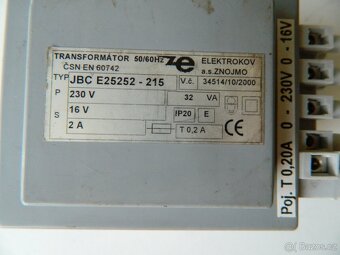 TRANSFORMÁTOR 50/60Hz ze ELEKTROKOV
ČSN EN 60742 a.s. ZNOJMO
TYP JBC E25252 - 215 V.č. 34514/10/2000
P 230 V 32 VA
S 16 V IP20 E
2 A T 0,2 A CE
Poj. T 0,20A 0 - 230V 0 - 16V